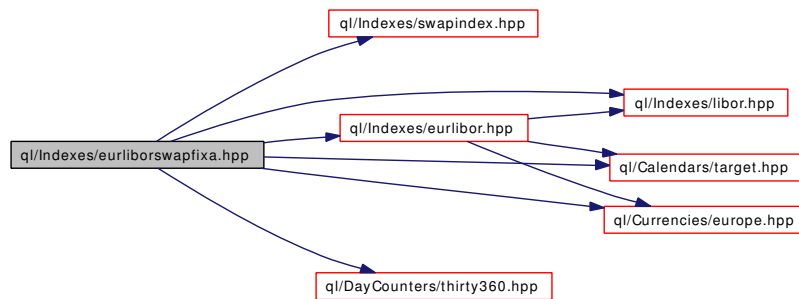 ql/Indexes/swapindex.hpp
ql/Indexes/libor.hpp
ql/Indexes/eurlibor.hpp
ql/Indexes/eurliborswapfixa.hpp
ql/Calendars/target.hpp
ql/Currencies/europe.hpp
ql/DayCounters/thirty360.hpp